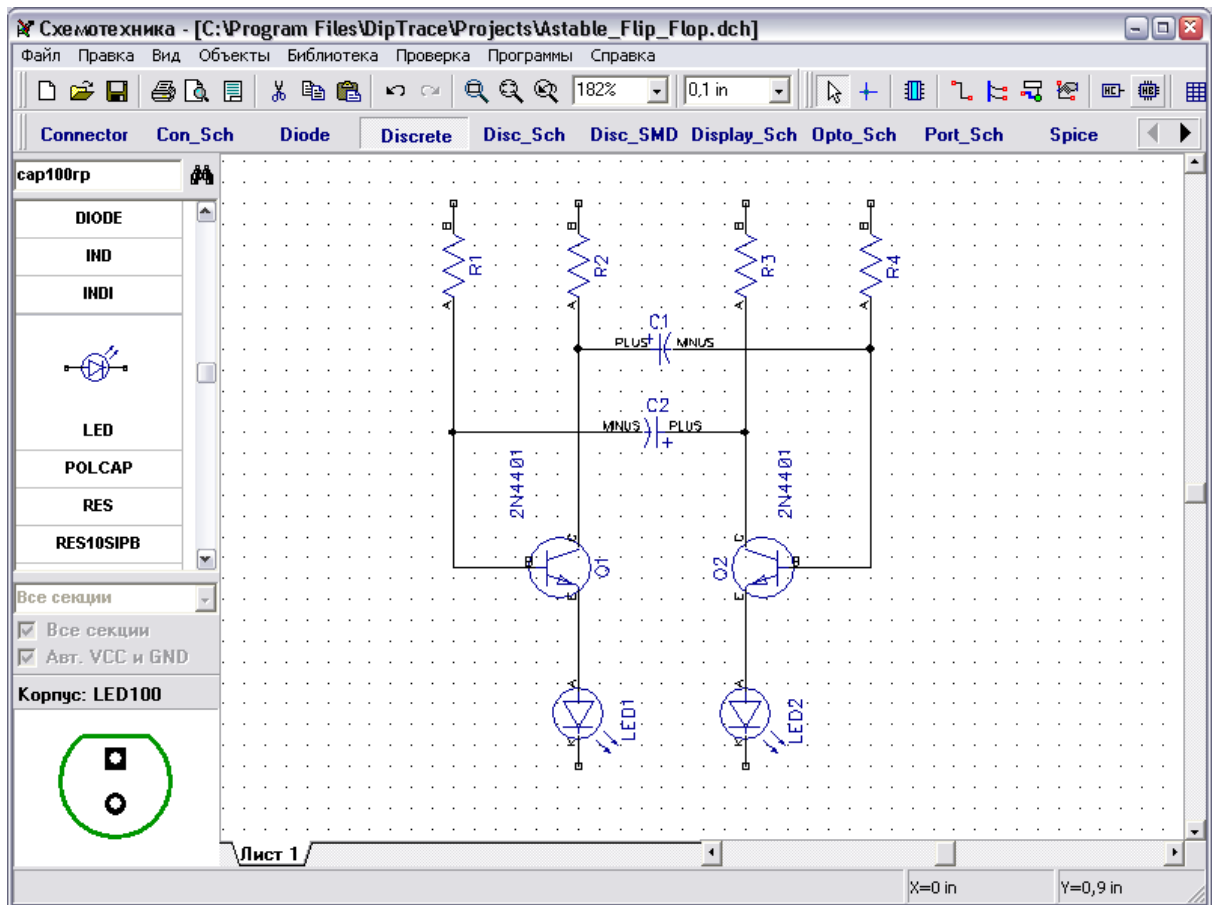 Схемотехника - [C:\Program Files\DipTrace\Projects\Astable_Flip_Flop.dch]
Файл Правка Вид Объекты Библиотека Проверка Программы Справка
182% 0,1 in
Connector Con_Sch Diode Discrete Disc_Sch Disc_SMD Display_Sch Opto_Sch Port_Sch Spice
cap100rp
DIODE
IND
INDI
LED
POLCAP
RES
RES10SIPB
Все секции
Все секции
Авт. VCC и GND
Корпус: LED100
B B B B
R1 R2 R3 R4
A A A A
C1
PLUS + MINUS
C2
MINUS PLUS
+
2N4401 2N4401
C C
B Q1 Q2 B
E E
A A
LED1 LED2
K K
Лист 1
X=0 in Y=0,9 in